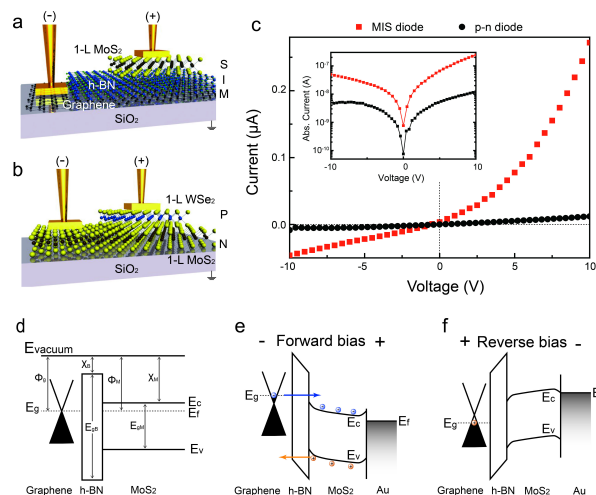 a
(-)
(+)
1-L MoS₂
h-BN
Graphene
SiO₂
S
I
M
b
(-)
(+)
1-L WSe₂
P
N
1-L MoS₂
SiO₂
c
MIS diode
p-n diode
Current (μA)
0.2
0.1
0.0
-10
-5
0
5
10
Voltage (V)
Abs. Current (A)
10⁻⁷
10⁻⁸
10⁻⁹
10⁻¹⁰
-10
-5
0
5
10
Voltage (V)
d
Evacuum
Φg
χB
ΦM
χM
Eg
Ec
Ef
EgB
EgM
Ev
Graphene
h-BN
MoS₂
e
- Forward bias +
Eg
Ec
Ef
Ev
Graphene
h-BN
MoS₂
Au
f
+ Reverse bias -
Eg
Ec
Ev
Graphene
h-BN
MoS₂
Au